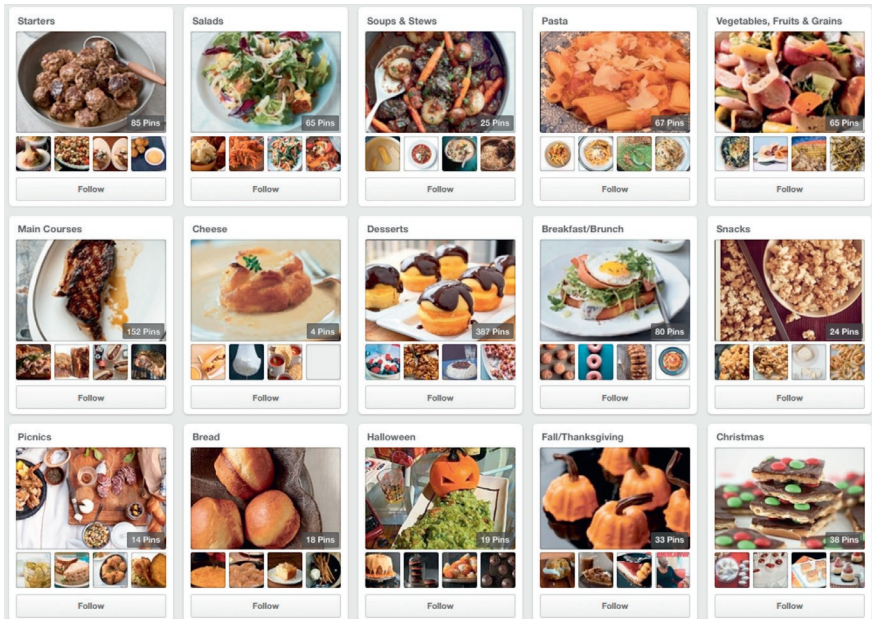 Starters
85 Pins
Follow
Salads
65 Pins
Follow
Soups & Stews
25 Pins
Follow
Pasta
67 Pins
Follow
Vegetables, Fruits & Grains
65 Pins
Follow
Main Courses
152 Pins
Follow
Cheese
4 Pins
Follow
Desserts
387 Pins
Follow
Breakfast/Brunch
80 Pins
Follow
Snacks
24 Pins
Follow
Picnics
14 Pins
Follow
Bread
18 Pins
Follow
Halloween
19 Pins
Follow
Fall/Thanksgiving
33 Pins
Follow
Christmas
38 Pins
Follow